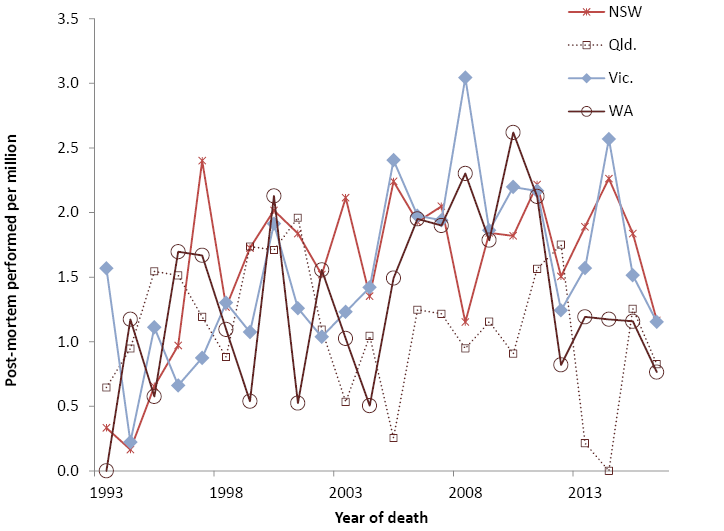 3.5
3.0
2.5
2.0
1.5
1.0
0.5
0.0
Post-mortem performed per million
1993
1998
2003
2008
2013
Year of death
NSW
Qld.
Vic.
WA